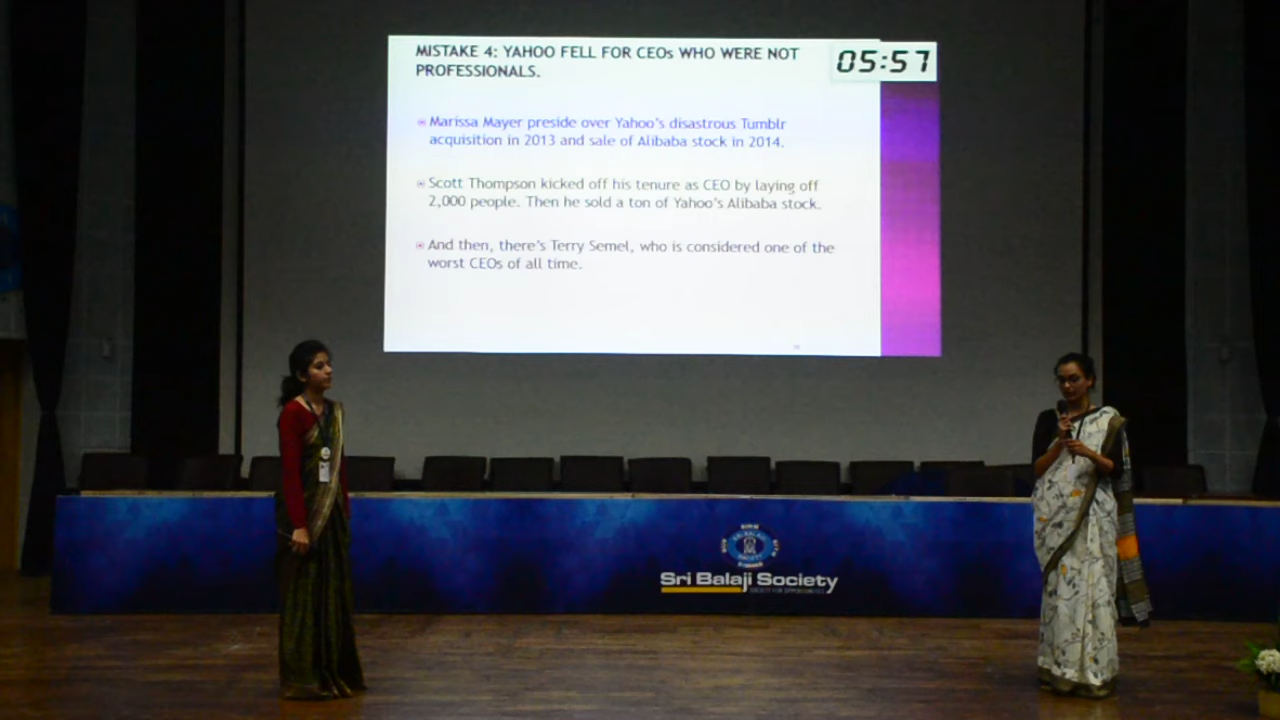 MISTAKE 4: YAHOO FELL FOR CEOs WHO WERE NOT
PROFESSIONALS.
05:57
Marissa Mayer preside over Yahoo's disastrous Tumblr
acquisition in 2013 and sale of Alibaba stock in 2014.
Scott Thompson kicked off his tenure as CEO by laying off
2,000 people. Then he sold a ton of Yahoo's Alibaba stock.
And then, there's Terry Semel, who is considered one of the
worst CEOs of all time.
Sri Balaji Society